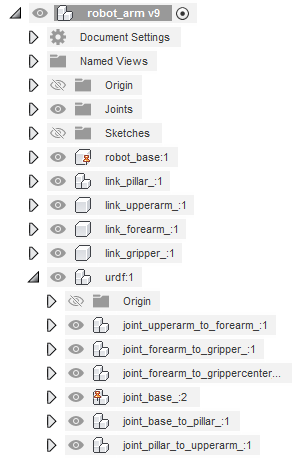 robot_arm v9
Document Settings
Named Views
Origin
Joints
Sketches
robot_base:1
link_pillar_:1
link_upperarm_:1
link_forearm_:1
link_gripper_:1
urdf:1
Origin
joint_upperarm_to_forearm_:1
joint_forearm_to_gripper_:1
joint_forearm_to_grippercenter...
joint_base_:2
joint_base_to_pillar_:1
joint_pillar_to_upperarm_:1